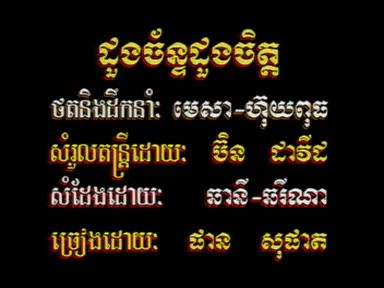 ដួងច័ន្ទដួងចិត្ត
ថតនិងដឹកនាំ: មេសា-ហ៊ុយពុធ
សំរួលតន្ត្រីដោយ: ប៊ិន ដាវីដ
សំដែងដោយ: ឆានី-ឆវីណា
ច្រៀងដោយ: ផាន សុផាត